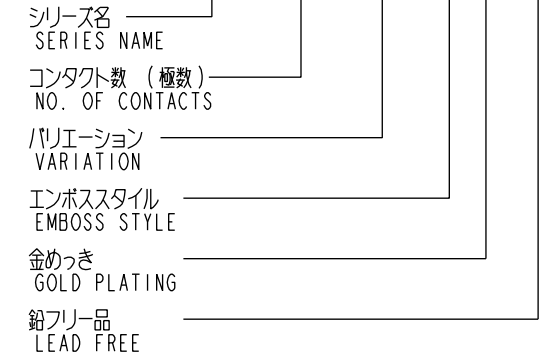 シリーズ名
SERIES NAME
コンタクト数 (極数)
NO. OF CONTACTS
バリエーション
VARIATION
エンボススタイル
EMBOSS STYLE
金めっき
GOLD PLATING
鉛フリー品
LEAD FREE